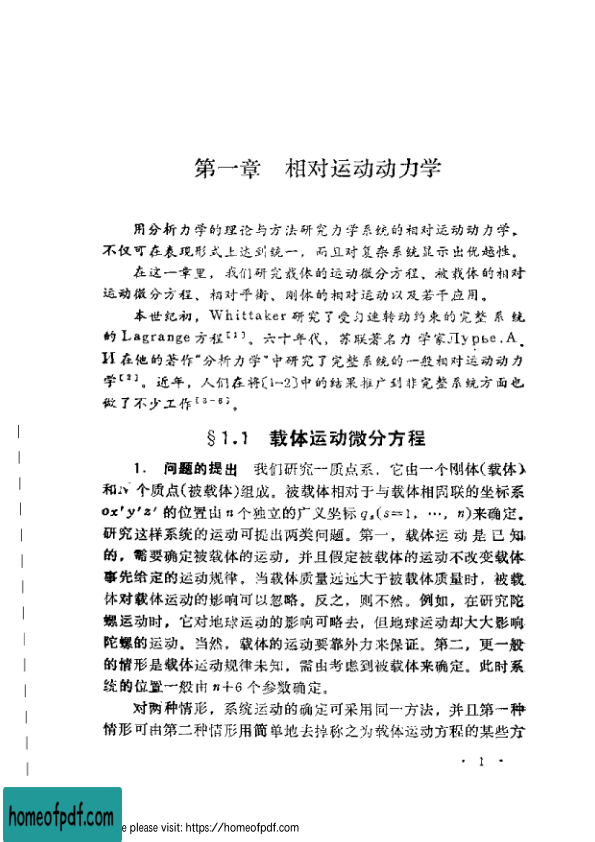 第一章　相对运动动力学
用分析力学的理论与方法研究力学系统的相对运动动力学,
不仅可在表现形式上达到统一，而且对复杂系统显示出优越性。
在这一章里，我们研究载体的运动微分方程、被载体的相对
运动微分方程、相对平衡、刚体的相对运动以及若干应用。
本世纪初，Whittaker 研究了受匀速转动约束的完整系统
的 Lagrange 方程[1]。六十年代，苏联著名力学家Лурье.А.
И 在他的著作“分析力学”中研究了完整系统的一般相对运动动力
学[2]。近年，人们在将[1-2]中的结果推广到非完整系统方面也
做了不少工作[3-6]。
§1.1　载体运动微分方程
1.　问题的提出　我们研究一质点系，它由一个刚体(载体)
和N个质点(被载体)组成。被载体相对于与载体相固联的坐标系
ox'y'z' 的位置由 n 个独立的广义坐标 qs(s=1, …, n)来确定。
研究这样系统的运动可提出两类问题。第一，载体运动是已知
的，需要确定被载体的运动，并且假定被载体的运动不改变载体
事先给定的运动规律。当载体质量远远大于被载体质量时，被载
体对载体运动的影响可以忽略。反之，则不然。例如，在研究陀
螺运动时，它对地球运动的影响可略去，但地球运动却大大影响
陀螺的运动。当然，载体的运动要靠外力来保证。第二，更一般
的情形是载体运动规律未知，需由考虑到被载体来确定。此时系
统的位置一般由 n+6 个参数确定。
对两种情形，系统运动的确定可采用同一方法，并且第一种
情形可由第二种情形用简单地去掉称之为载体运动方程的某些方
· 1 ·
homeofpdf.com
e please visit: https://homeofpdf.com